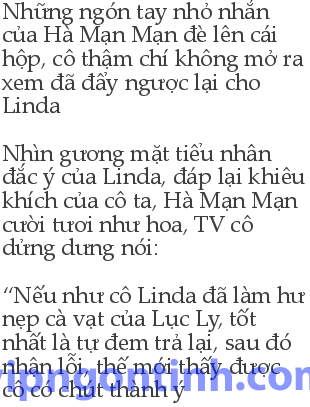 Những ngón tay nhỏ nhắn
của Hà Mạn Mạn đè lên cái
hộp, cô thậm chí không mở ra
xem đã đẩy ngược lại cho
Linda
Nhìn gương mặt tiểu nhân
đắc ý của Linda, đáp lại khiêu
khích của cô ta, Hà Mạn Mạn
cười tươi như hoa, TV cô
dửng dưng nói:
“Nếu như cô Linda đã làm hư
nẹp cà vạt của Lục Ly, tốt
nhất là tự đem trả lại, sau đó
nhận lỗi, thế mới thấy được
cô có chút thành ý
vipngontinh.com